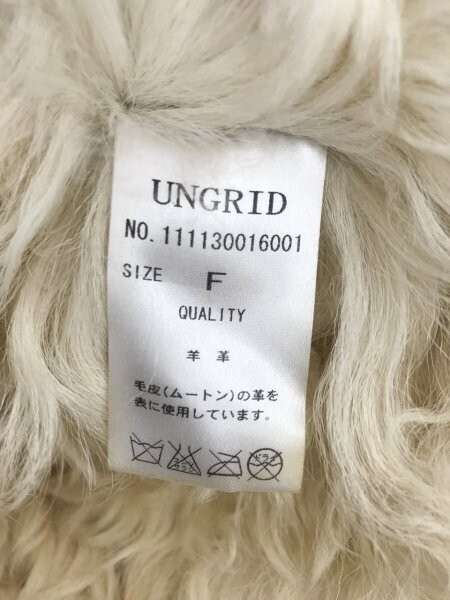 UNGRID
NO.111130016001
SIZE F
QUALITY
羊 革
毛皮(ムートン)の革を
表に使用しています。